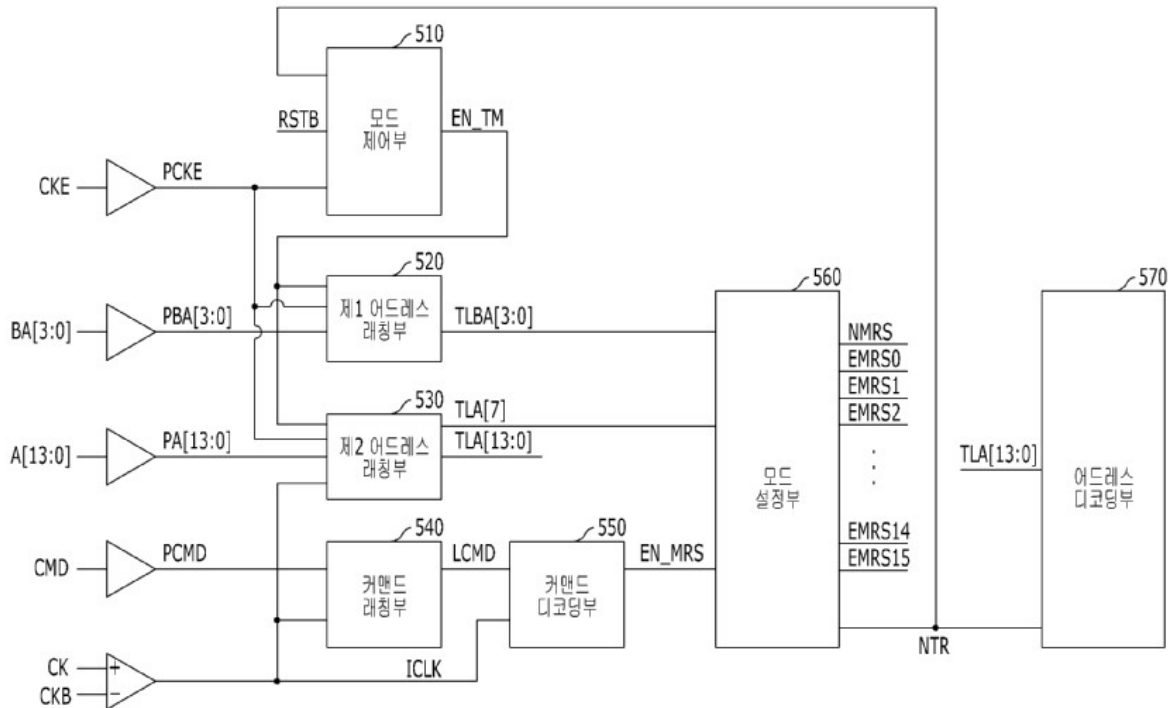 510
모드
제어부
RSTB
EN_TM
CKE
PCKE
520
제1 어드레스
래칭부
BA[3:0]
PBA[3:0]
TLBA[3:0]
530
제2 어드레스
래칭부
A[13:0]
PA[13:0]
TLA[7]
TLA[13:0]
540
커맨드
래칭부
CMD
PCMD
LCMD
550
커맨드
디코딩부
EN_MRS
CK
+
CKB
−
ICLK
560
모드
설정부
NMRS
EMRS0
EMRS1
EMRS2
⋮
EMRS14
EMRS15
NTR
570
TLA[13:0]
어드레스
디코딩부